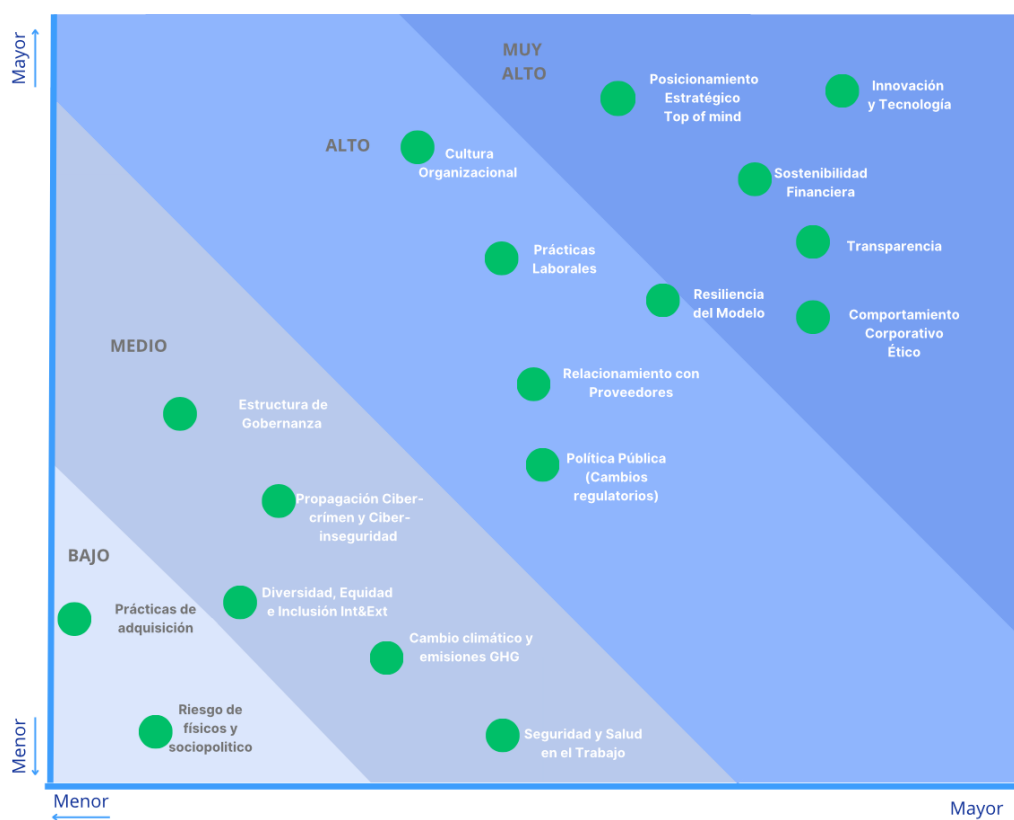 Mayor
MUY
ALTO
Posicionamiento
Estratégico
Top of mind
Innovación
y Tecnología
ALTO
Cultura
Organizacional
Sostenibilidad
Financiera
Prácticas
Laborales
Transparencia
Resiliencia
del Modelo
Comportamiento
Corporativo
Ético
MEDIO
Relacionamiento con
Proveedores
Estructura de
Gobernanza
Política Pública
(Cambios
regulatorios)
Propagación Ciber-
crímen y Ciber-
inseguridad
BAJO
Diversidad, Equidad
e Inclusión Int&Ext
Prácticas de
adquisición
Cambio climático y
emisiones GHG
Riesgo de
físicos y
sociopolitico
Seguridad y Salud
en el Trabajo
Menor
Menor
Mayor